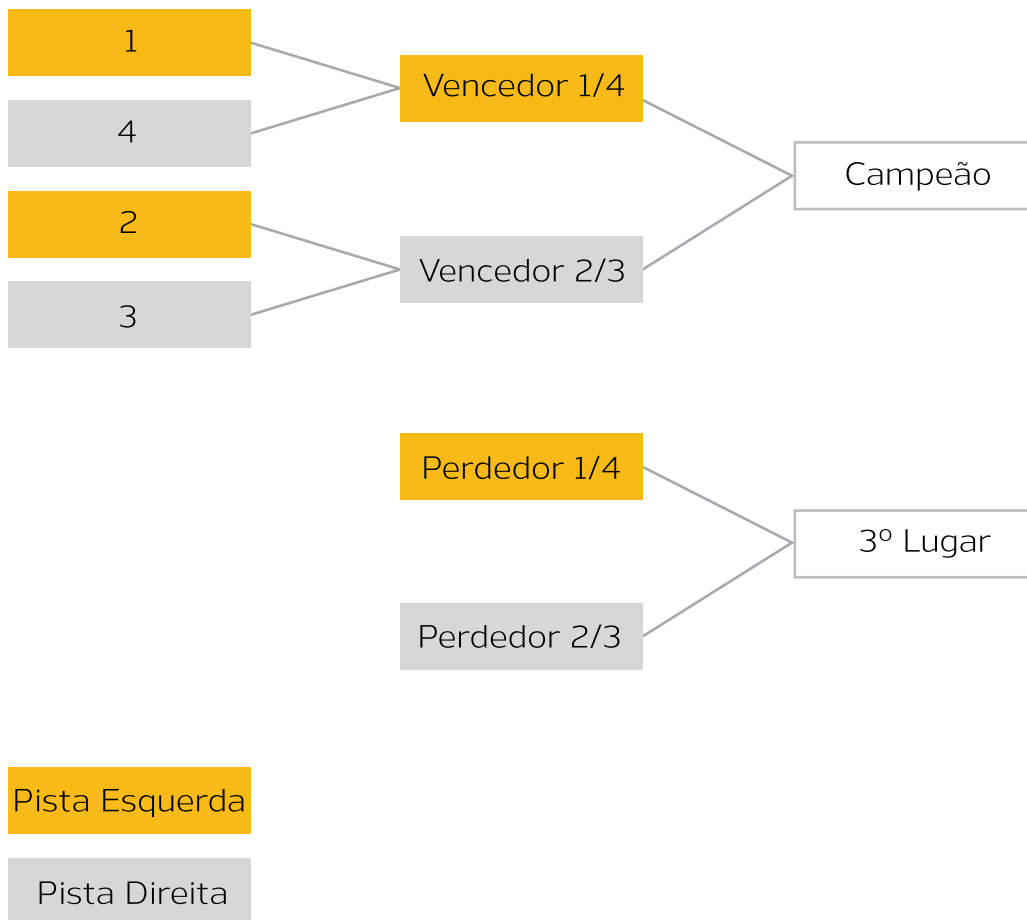 1
4
2
3
Vencedor 1/4
Vencedor 2/3
Campeão
Perdedor 1/4
Perdedor 2/3
3º Lugar
Pista Esquerda
Pista Direita